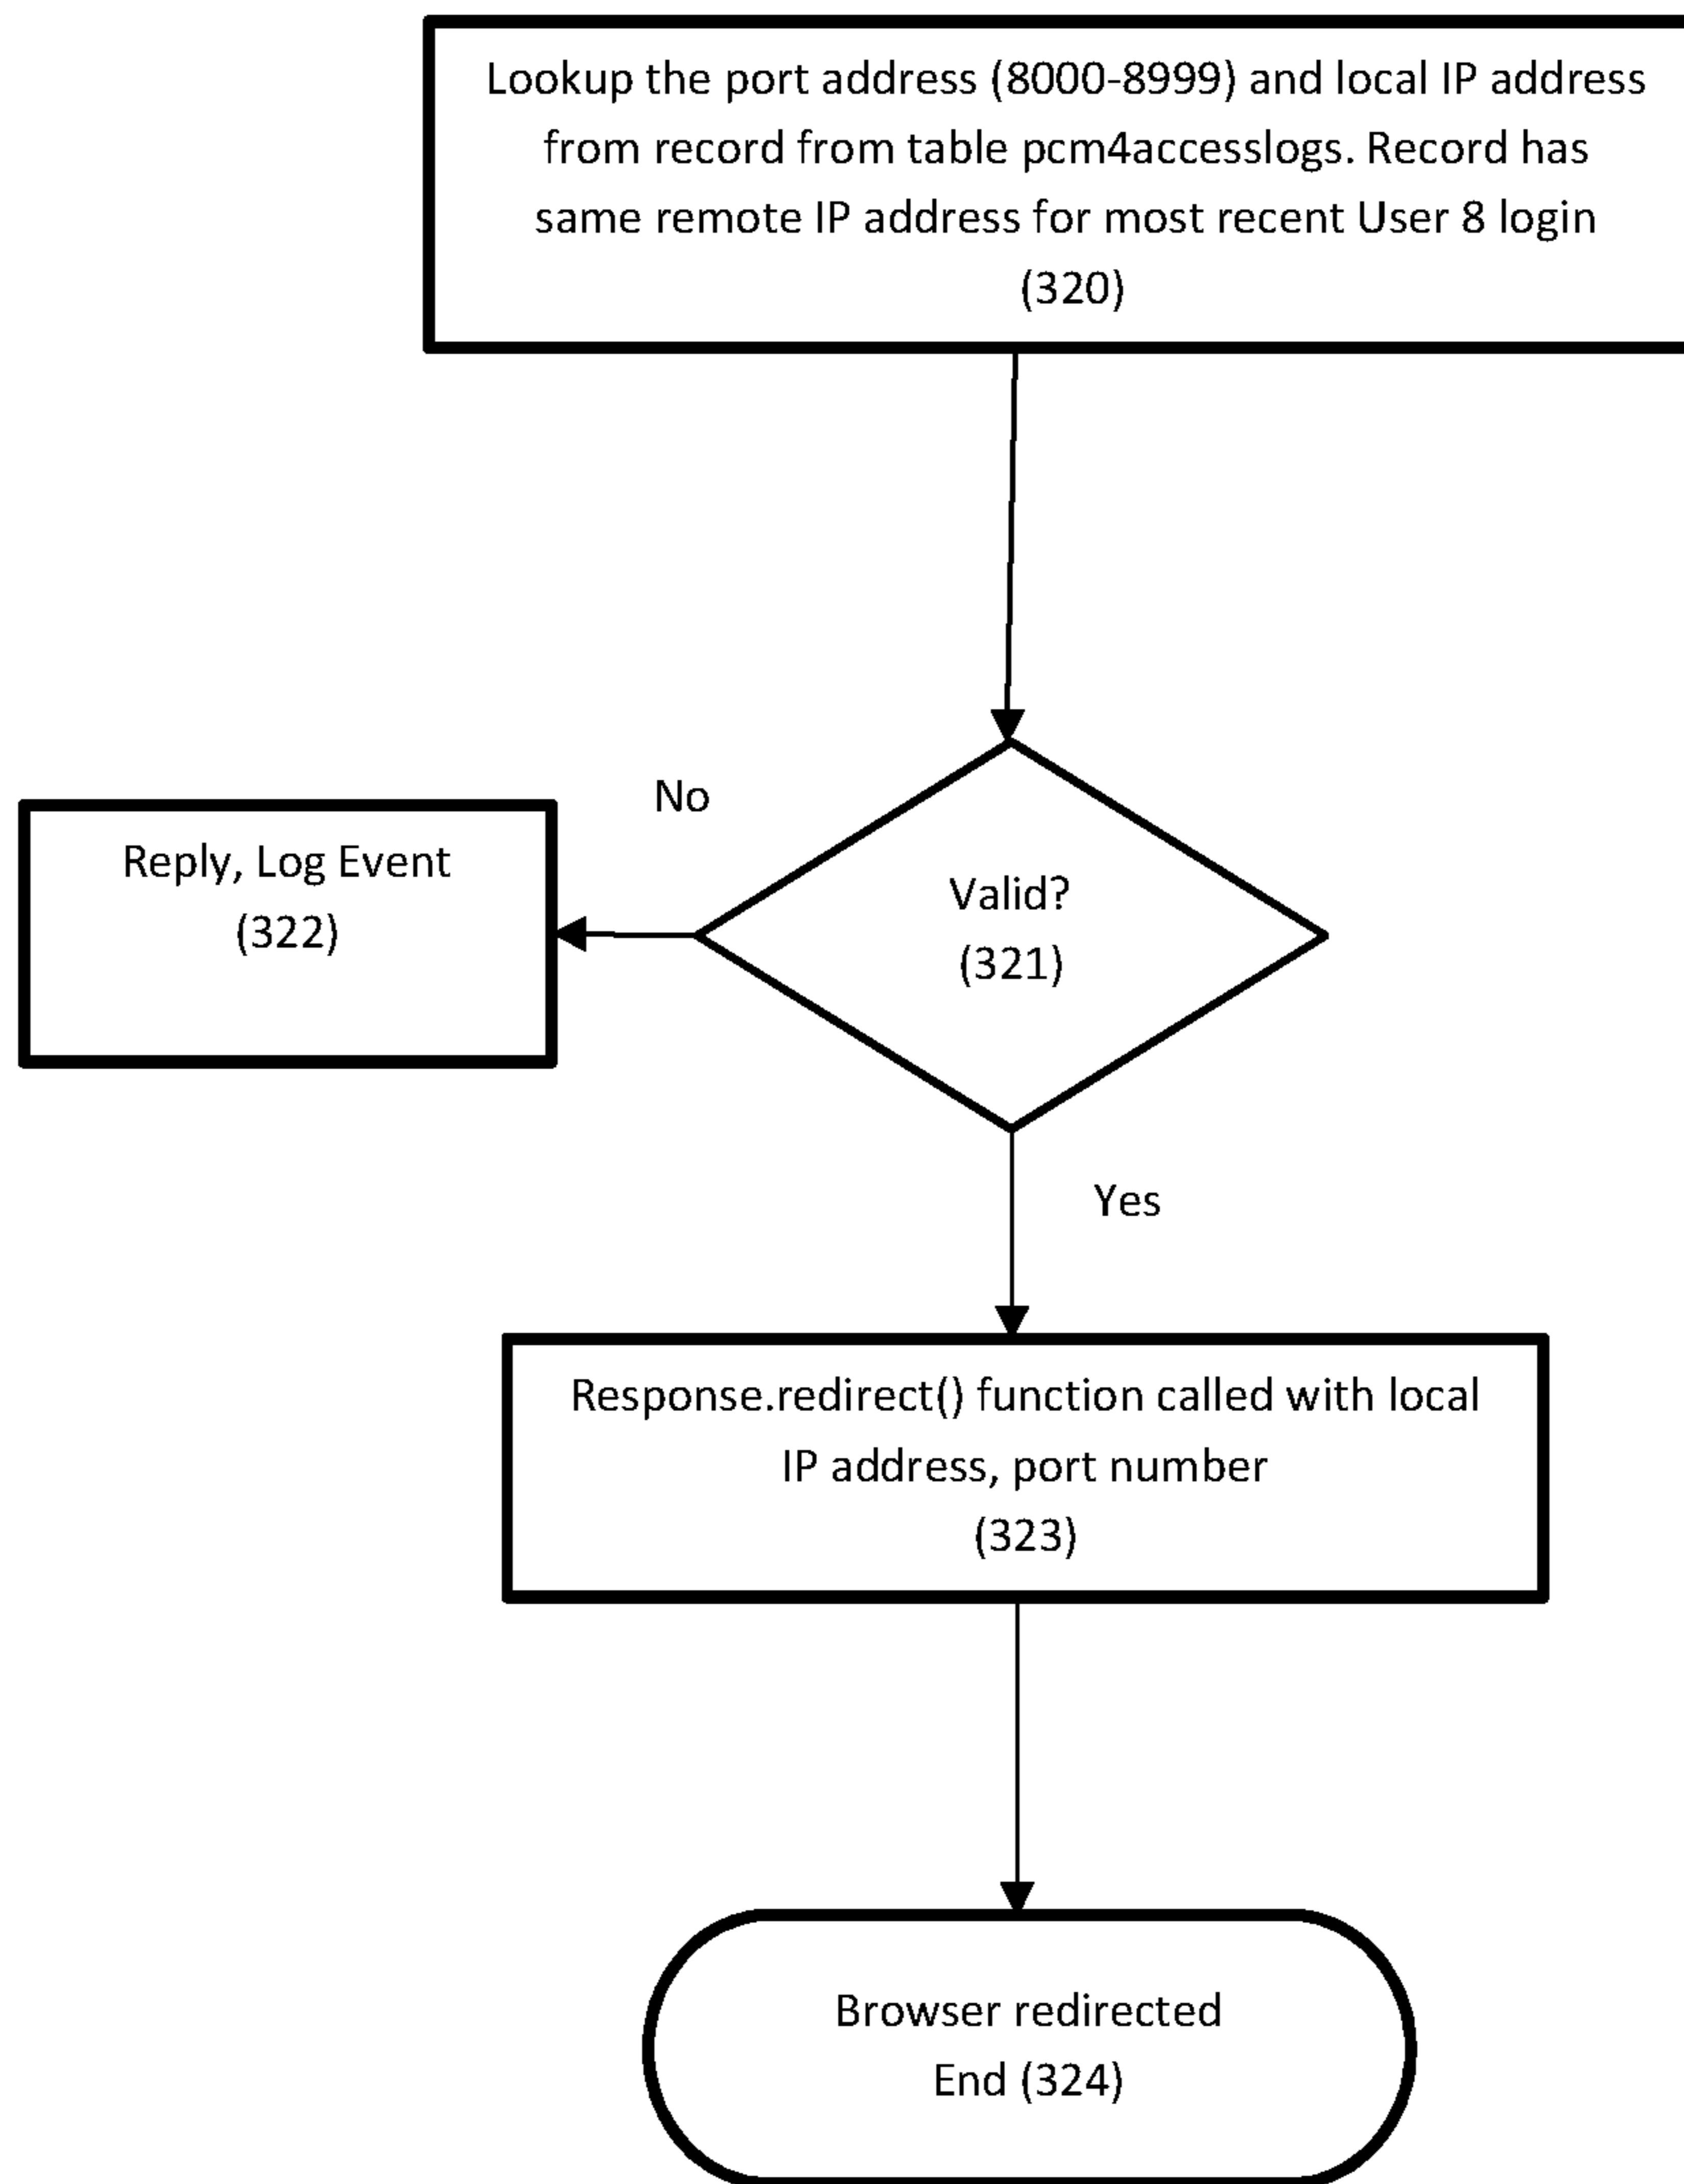 Lookup the port address (8000-8999) and local IP address
from record from table pcm4accesslogs. Record has
same remote IP address for most recent User 8 login
(320)
No
Reply, Log Event
(322)
Valid?
(321)
Yes
Response.redirect() function called with local
IP address, port number
(323)
Browser redirected
End (324)